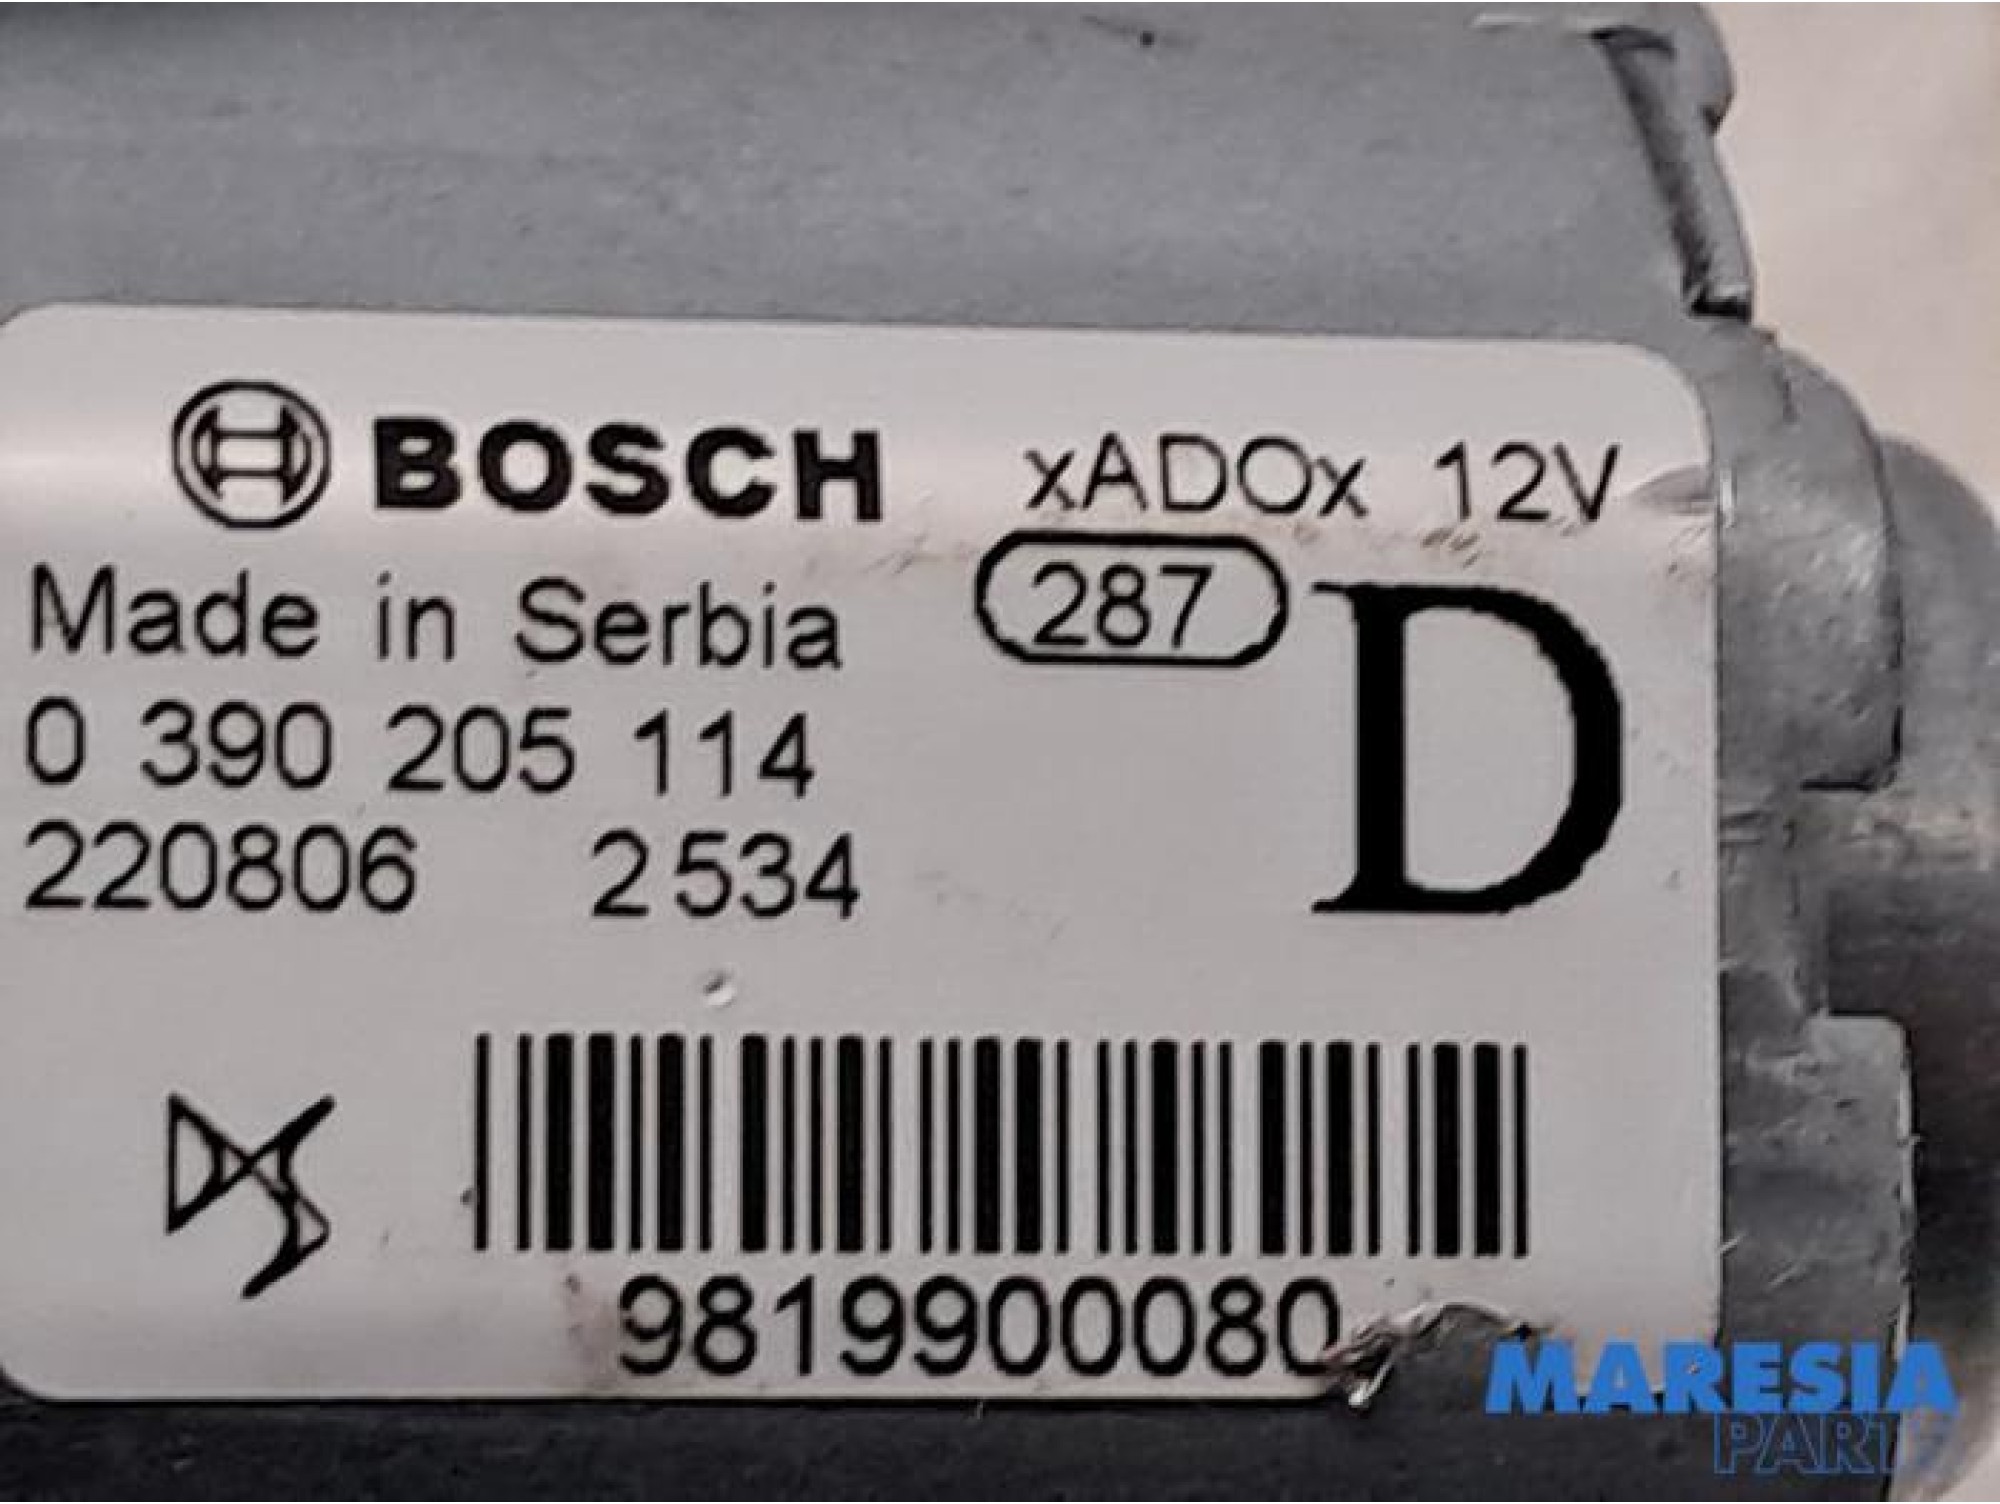 BOSCH xADOx 12V
Made in Serbia 287 D
0 390 205 114
220806 2534
9819900080
MARESIA
PARTS